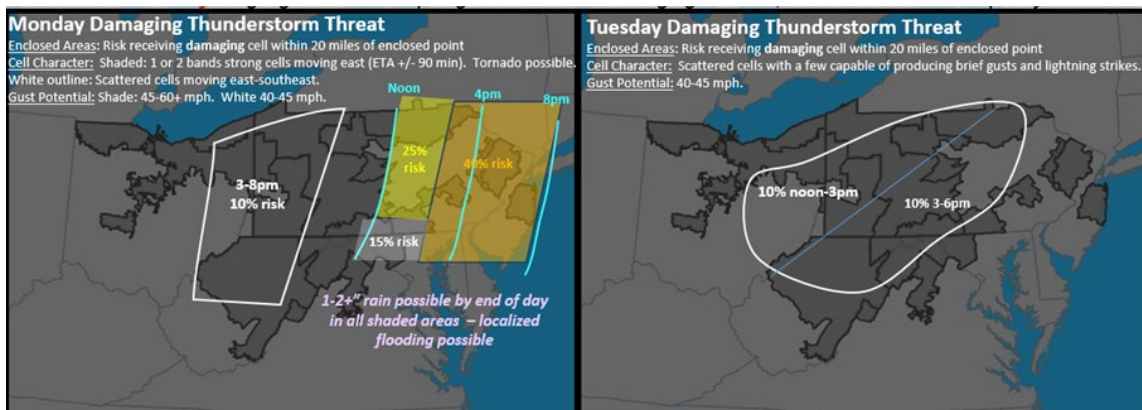 Monday Damaging Thunderstorm Threat
Enclosed Areas: Risk receiving damaging cell within 20 miles of enclosed point
Cell Character: Shaded: 1 or 2 bands strong cells moving east (ETA +/- 90 min). Tornado possible.
White outline: Scattered cells moving east-southeast.
Gust Potential: Shade: 45-60+ mph. White 40-45 mph.
Noon
4pm
8pm
25%
risk
40% risk
3-8pm
10% risk
15% risk
1-2+” rain possible by end of day
in all shaded areas – localized
flooding possible
Tuesday Damaging Thunderstorm Threat
Enclosed Areas: Risk receiving damaging cell within 20 miles of enclosed point
Cell Character: Scattered cells with a few capable of producing brief gusts and lightning strikes.
Gust Potential: 40-45 mph.
10% noon-3pm
10% 3-6pm